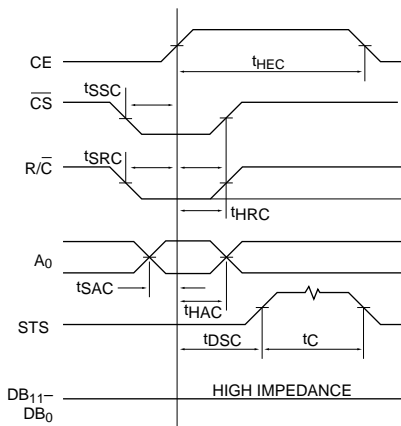 CE
tHEC
CS
tSSC
R/C
tSRC
tHRC
A0
tSAC
tHAC
STS
tDSC
tC
DB11–
DB0
HIGH IMPEDANCE